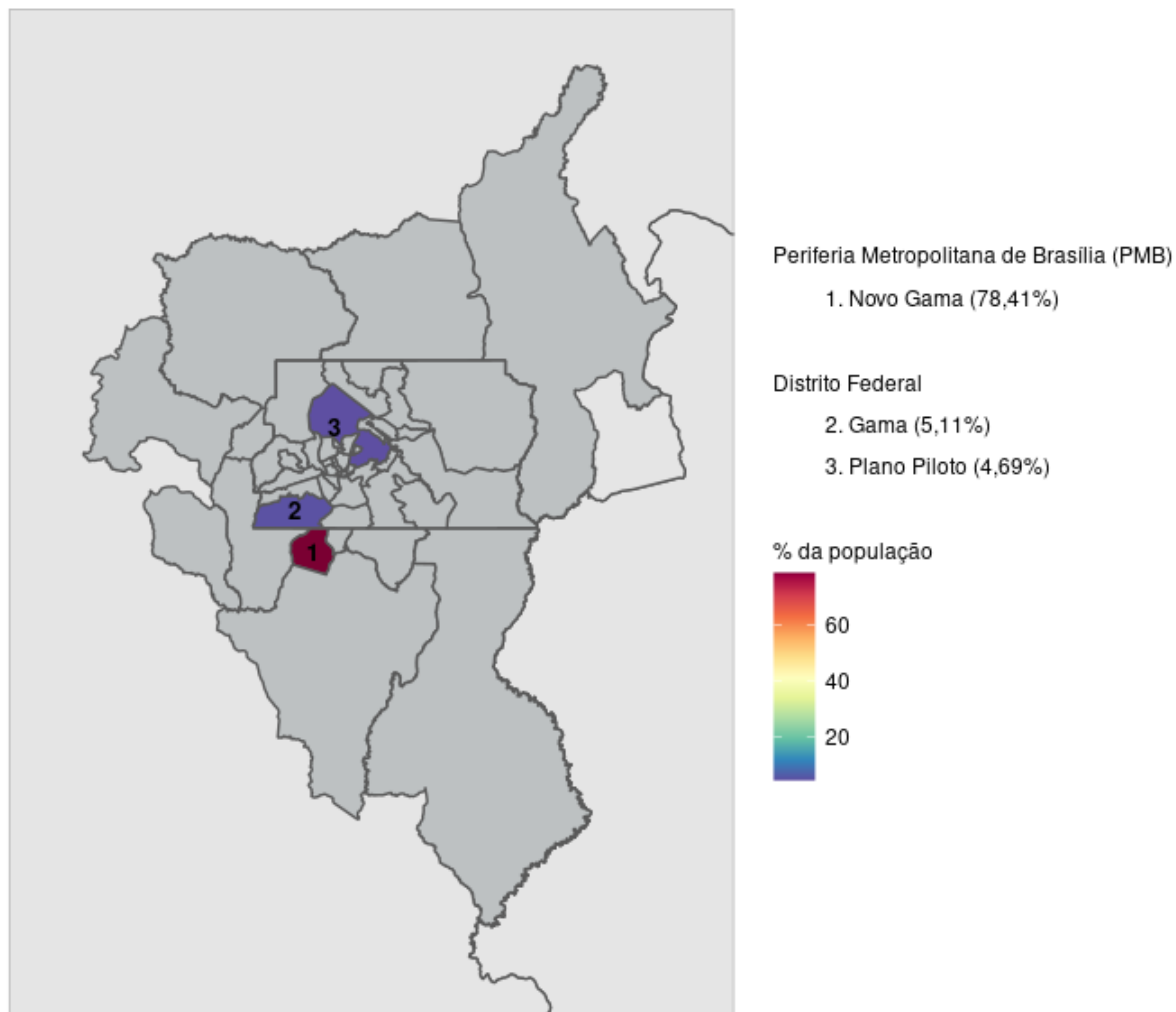 Periferia Metropolitana de Brasília (PMB)
1. Novo Gama (78,41%)
Distrito Federal
2. Gama (5,11%)
3. Plano Piloto (4,69%)
% da população
60
40
20
3
2
1